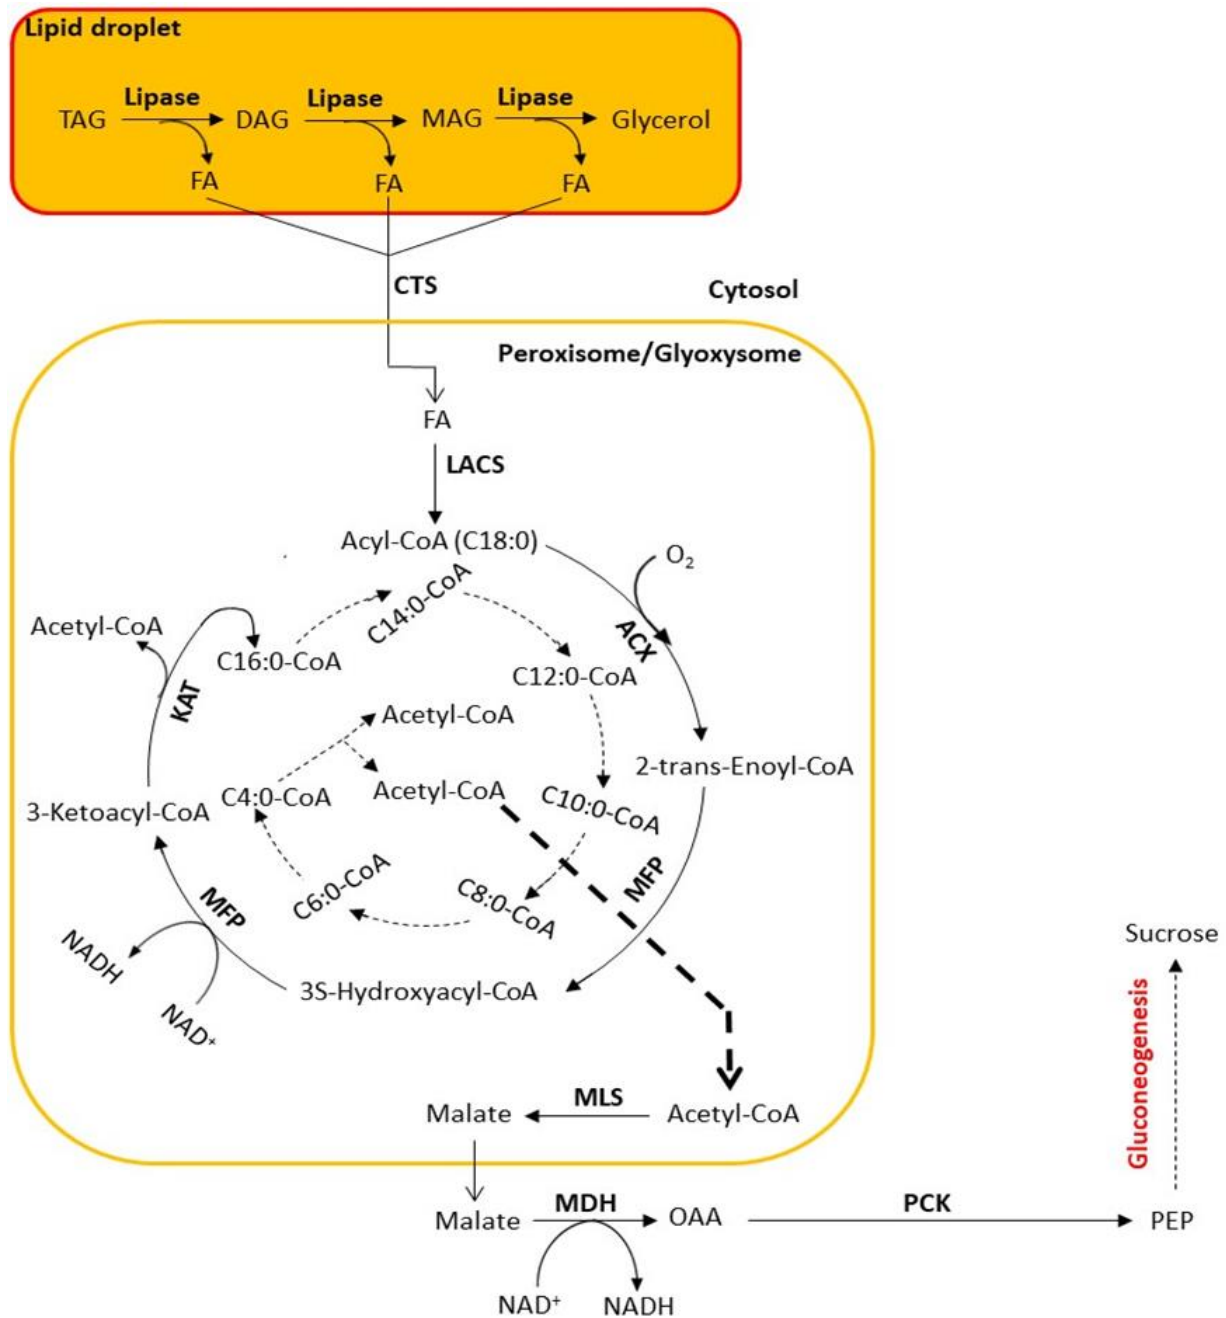 Lipid droplet
Lipase Lipase Lipase
TAG DAG MAG Glycerol
FA FA FA
CTS
Cytosol
Peroxisome/Glyoxysome
FA
LACS
Acyl-CoA (C18:0)
O₂
C14:0-CoA
ACX
Acetyl-CoA
C16:0-CoA
C12:0-CoA
KAT
Acetyl-CoA
2-trans-Enoyl-CoA
Acetyl-CoA
C4:0-CoA
C10:0-CoA
3-Ketoacyl-CoA
MFP
C6:0-CoA
C8:0-CoA
MFP
NADH
3S-Hydroxyacyl-CoA
NAD⁺
Sucrose
Gluconeogenesis
MLS
Malate Acetyl-CoA
MDH PCK
Malate OAA PEP
NAD⁺ NADH